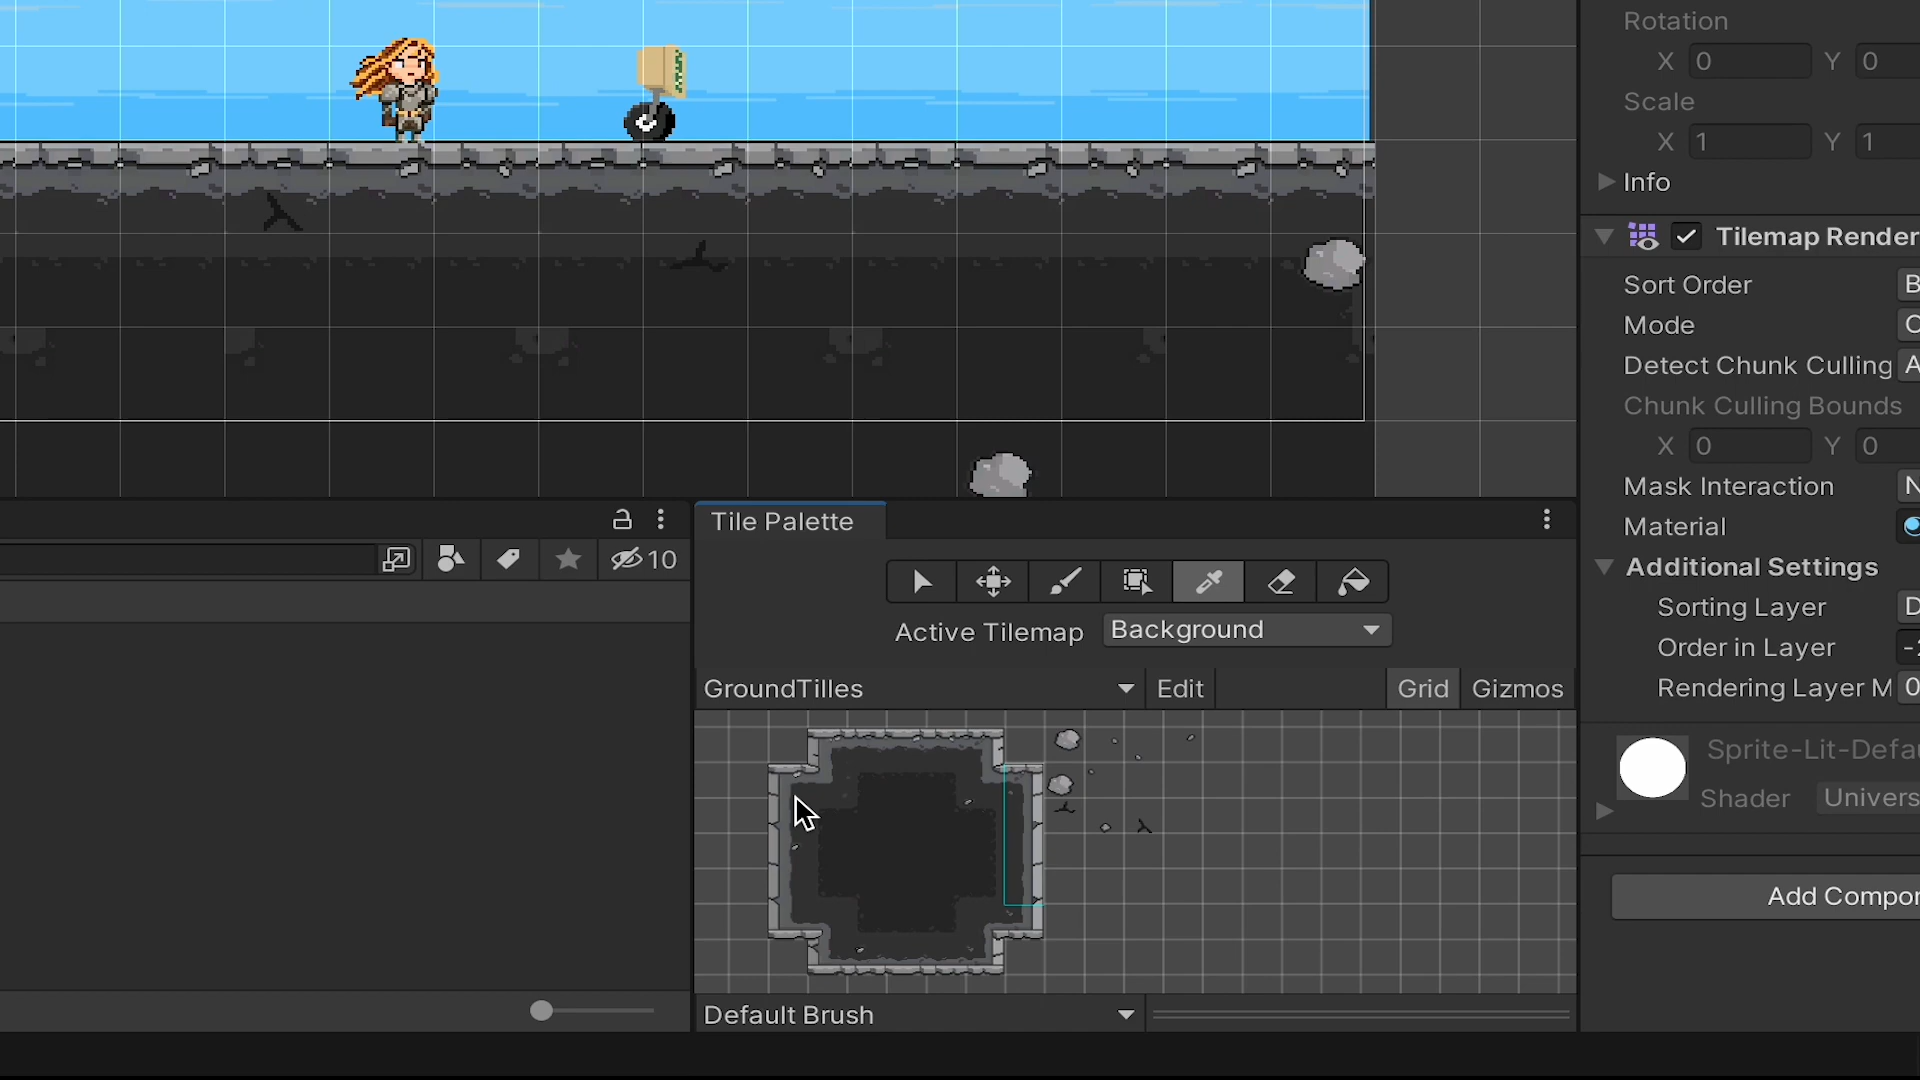 Rotation
X 0 Y 0
Scale
X 1 Y 1
Info
Tilemap Render
Sort Order
Mode
Detect Chunk Culling
Chunk Culling Bounds
X 0 Y 0
Mask Interaction
Material
Additional Settings
Sorting Layer
Order in Layer
Rendering Layer M 0
Sprite-Lit-Defau
Shader Univers
Add Compo
10
Tile Palette
Active Tilemap Background
GroundTilles Edit Grid Gizmos
Default Brush